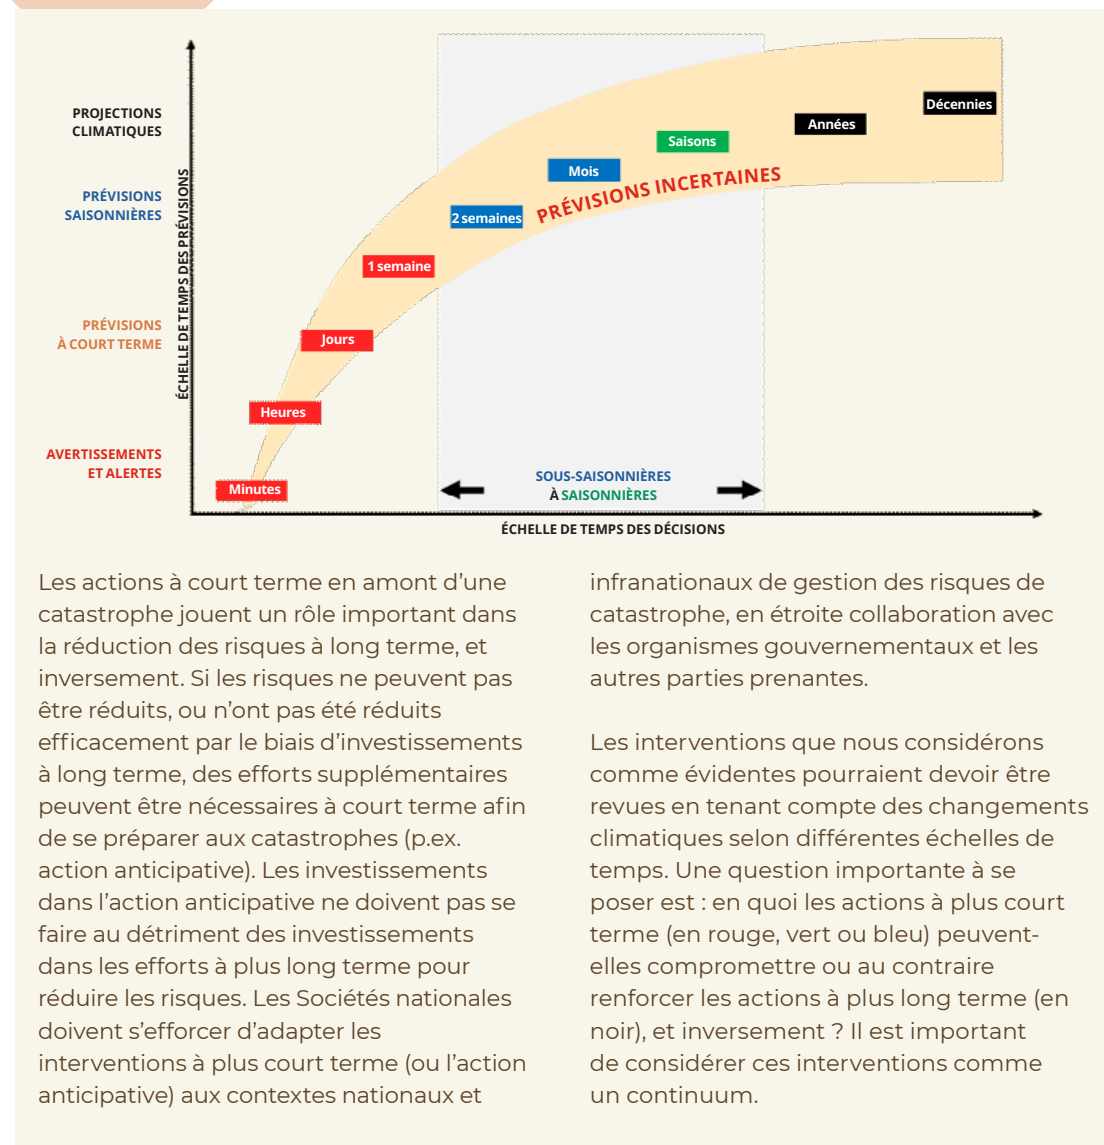 PROJECTIONS
CLIMATIQUES
PRÉVISIONS
SAISONNIÈRES
PRÉVISIONS
À COURT TERME
AVERTISSEMENTS
ET ALERTES
ÉCHELLE DE TEMPS DES PRÉVISIONS
Décennies
Années
Saisons
Mois
PRÉVISIONS INCERTAINES
2 semaines
1 semaine
Jours
Heures
Minutes
SOUS-SAISONNIÈRES
À SAISONNIÈRES
ÉCHELLE DE TEMPS DES DÉCISIONS
Les actions à court terme en amont d’une
catastrophe jouent un rôle important dans
la réduction des risques à long terme, et
inversement. Si les risques ne peuvent pas
être réduits, ou n’ont pas été réduits
efficacement par le biais d’investissements
à long terme, des efforts supplémentaires
peuvent être nécessaires à court terme afin
de se préparer aux catastrophes (p.ex.
action anticipative). Les investissements
dans l’action anticipative ne doivent pas se
faire au détriment des investissements
dans les efforts à plus long terme pour
réduire les risques. Les Sociétés nationales
doivent s’efforcer d’adapter les
interventions à plus court terme (ou l’action
anticipative) aux contextes nationaux et
infranationaux de gestion des risques de
catastrophe, en étroite collaboration avec
les organismes gouvernementaux et les
autres parties prenantes.
Les interventions que nous considérons
comme évidentes pourraient devoir être
revues en tenant compte des changements
climatiques selon différentes échelles de
temps. Une question importante à se
poser est : en quoi les actions à plus court
terme (en rouge, vert ou bleu) peuvent-
elles compromettre ou au contraire
renforcer les actions à plus long terme (en
noir), et inversement ? Il est important
de considérer ces interventions comme
un continuum.